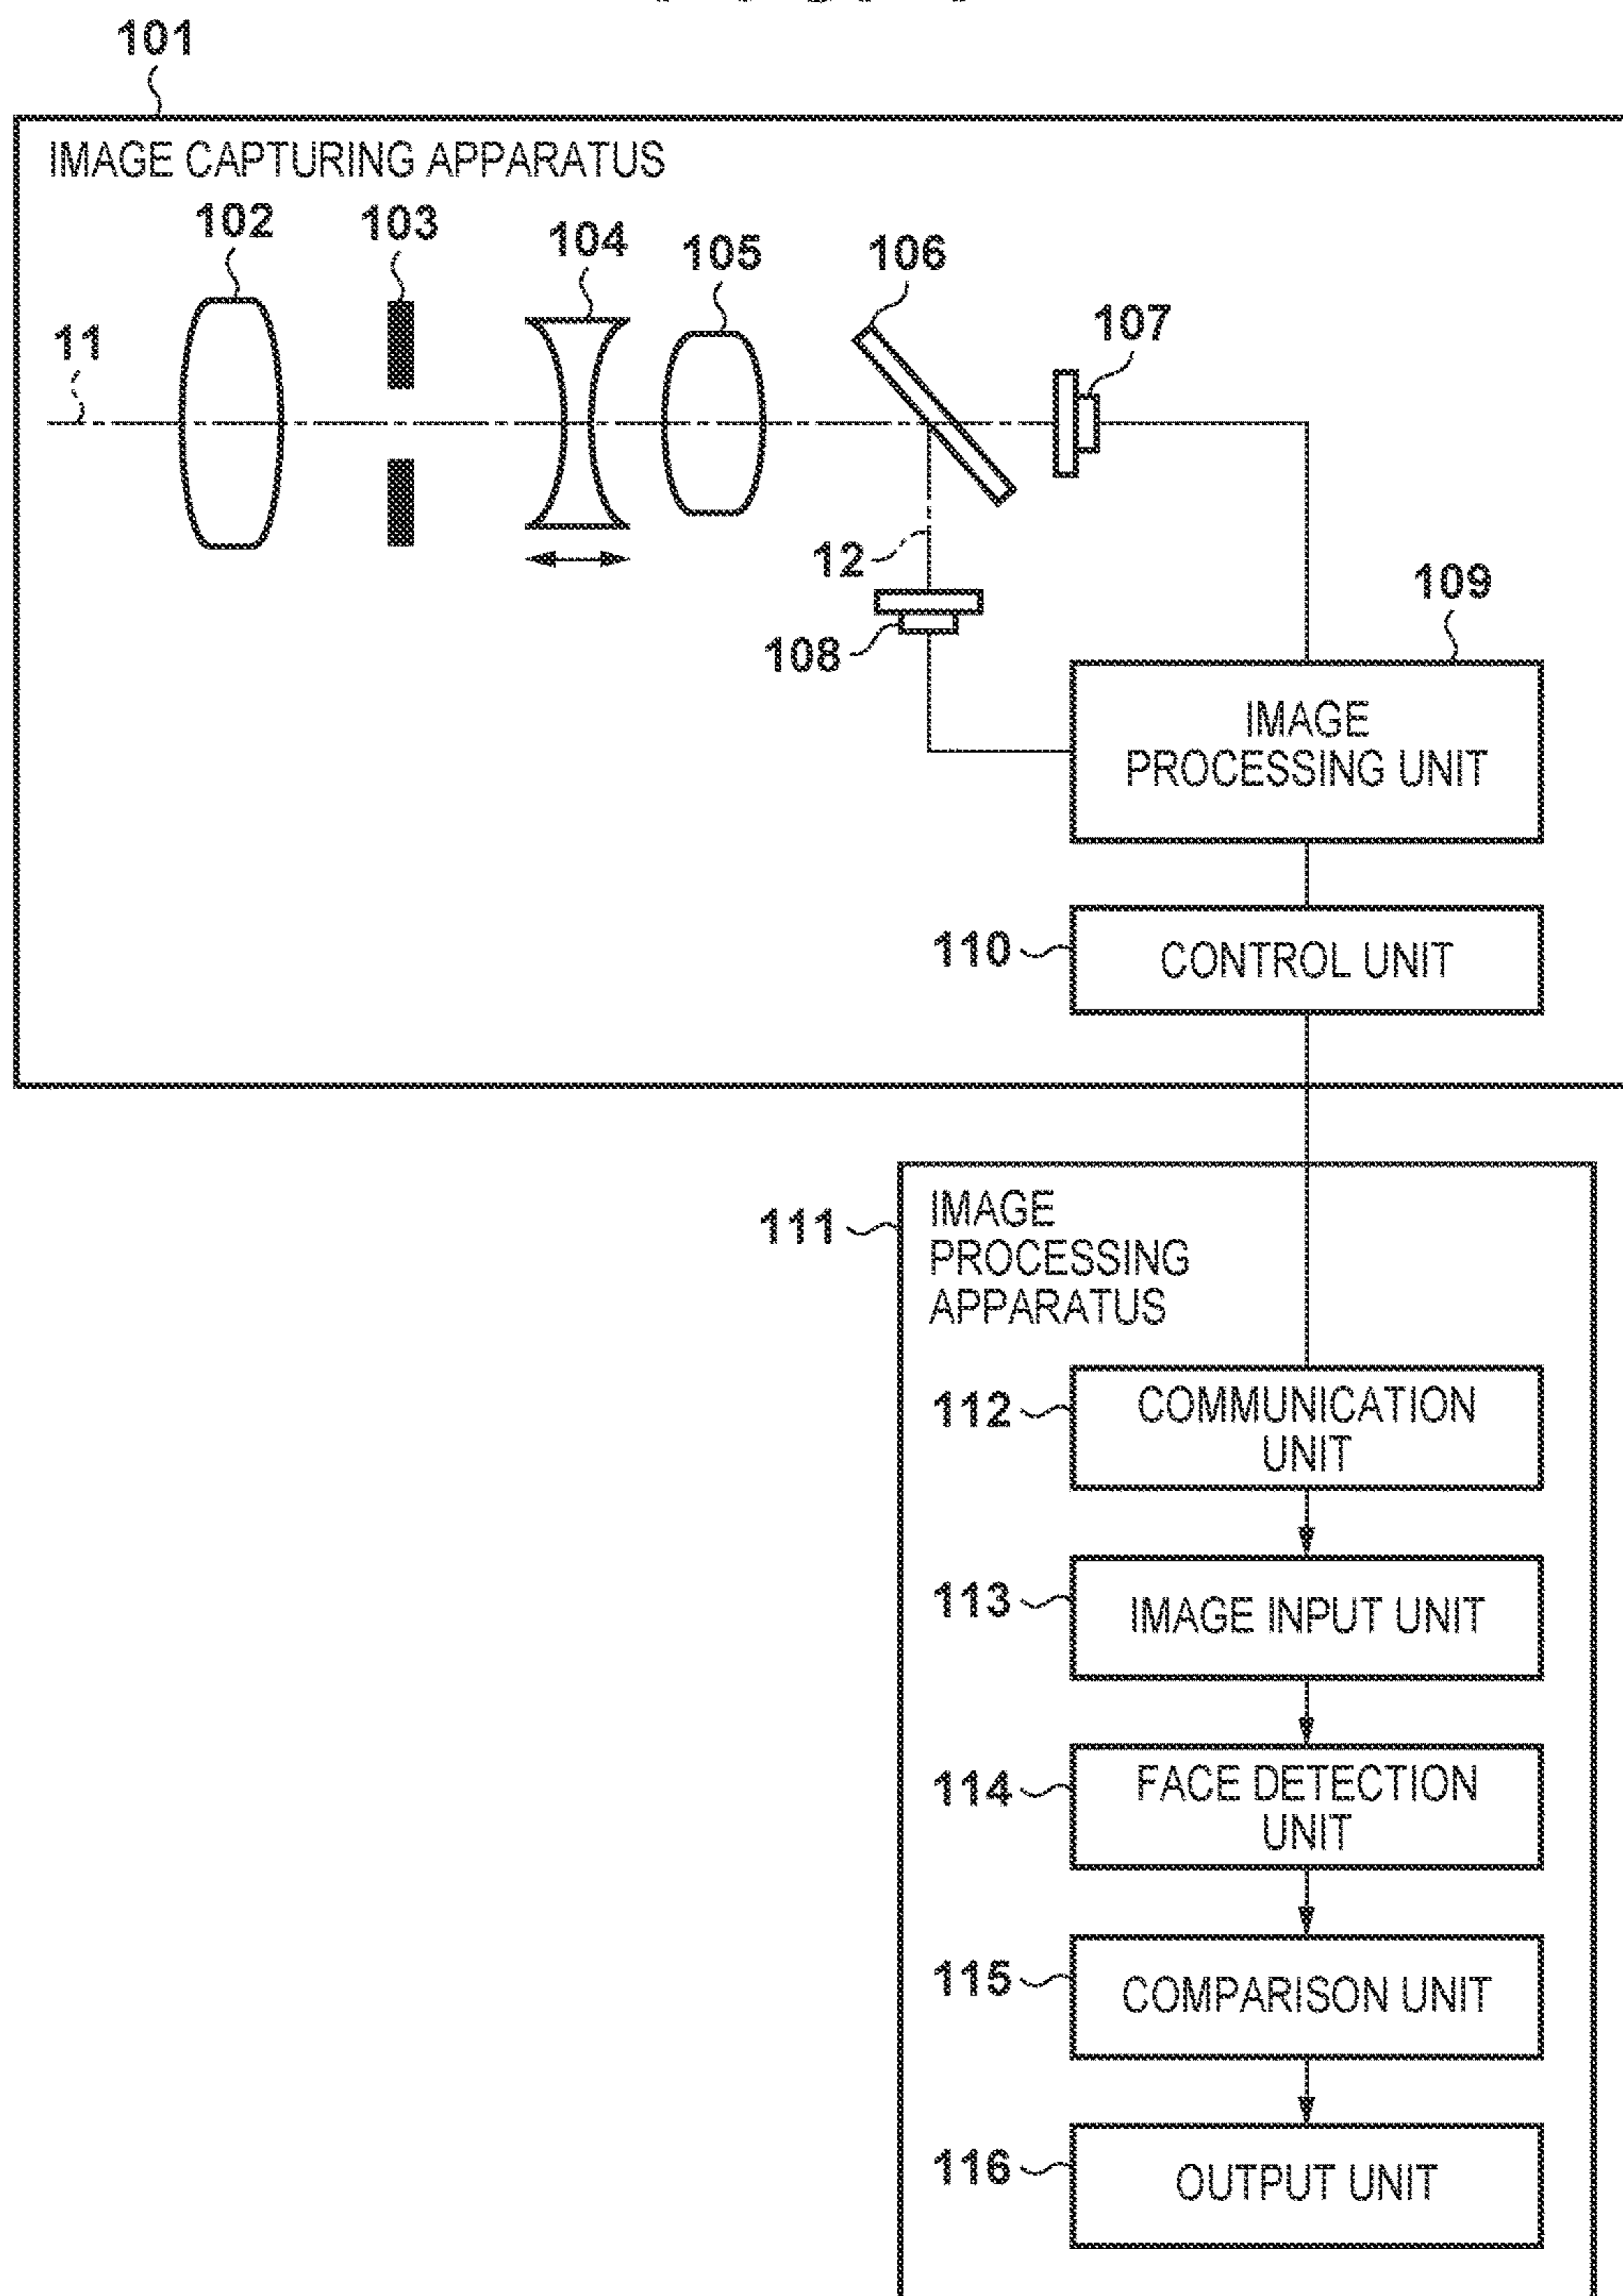 101
IMAGE CAPTURING APPARATUS
102
103
104
105
106
107
11
12
108
109
IMAGE
PROCESSING UNIT
110
CONTROL UNIT
111
IMAGE
PROCESSING
APPARATUS
112
COMMUNICATION
UNIT
113
IMAGE INPUT UNIT
114
FACE DETECTION
UNIT
115
COMPARISON UNIT
116
OUTPUT UNIT